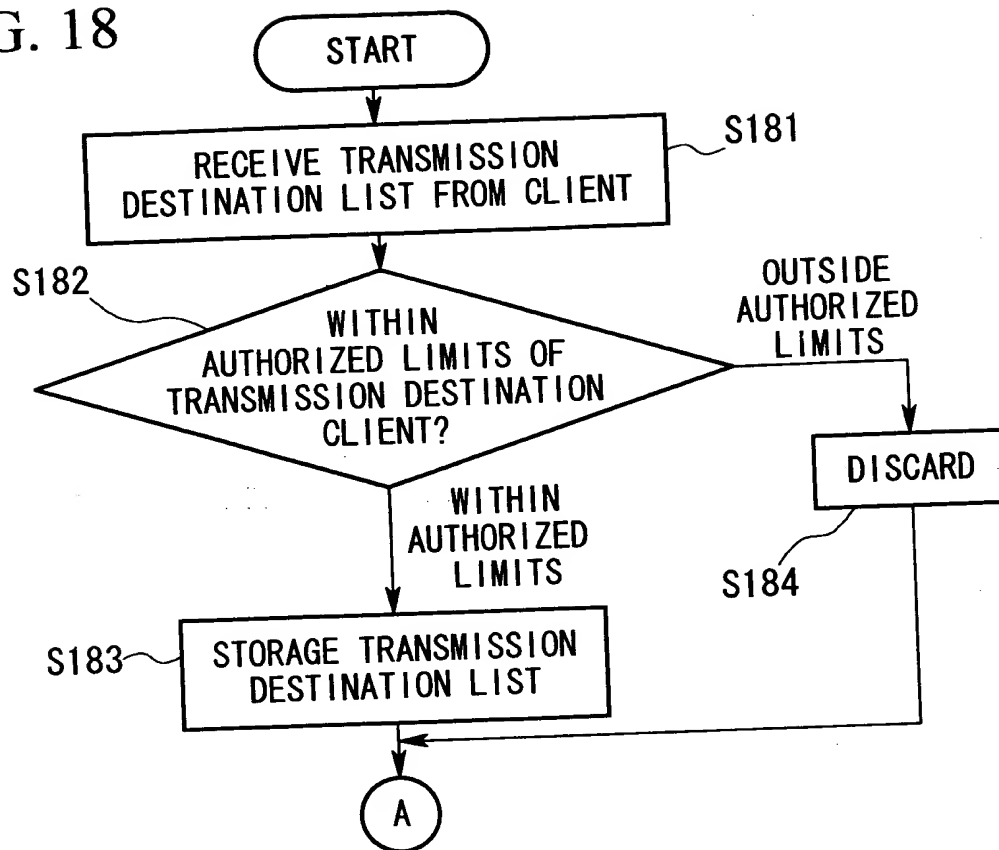 G. 18
START
S181
RECEIVE TRANSMISSION
DESTINATION LIST FROM CLIENT
S182
WITHIN
AUTHORIZED LIMITS OF
TRANSMISSION DESTINATION
CLIENT?
OUTSIDE
AUTHORIZED
LIMITS
DISCARD
S184
WITHIN
AUTHORIZED
LIMITS
S183
STORAGE TRANSMISSION
DESTINATION LIST
A